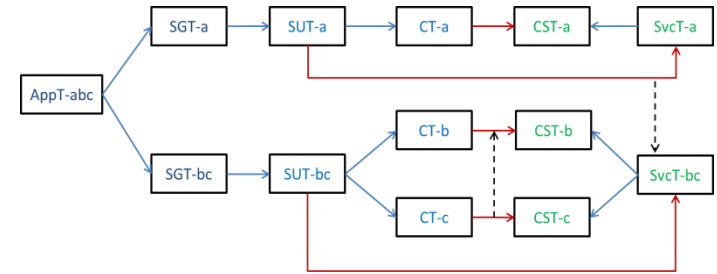 SGT-a
SUT-a
CT-a
CST-a
SvcT-a
AppT-abc
CT-b
CST-b
SGT-bc
SUT-bc
SvcT-bc
CT-c
CST-c